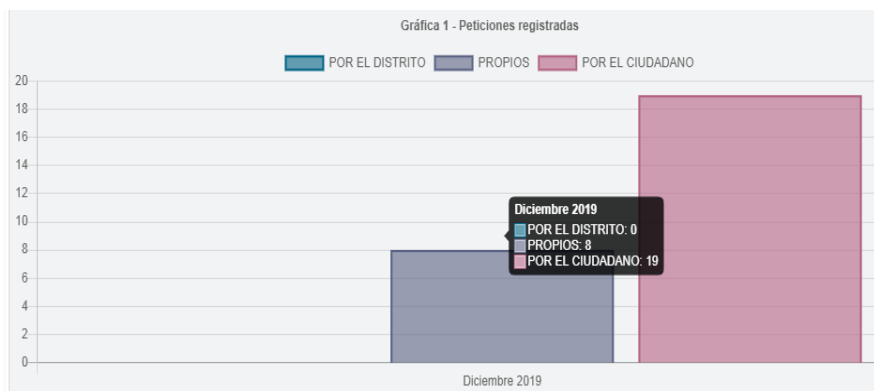 Gráfica 1 - Peticiones registradas
POR EL DISTRITO PROPIOS POR EL CIUDADANO
20
18
16
14
12
10
8
6
4
2
0
Diciembre 2019
POR EL DISTRITO: 0
PROPIOS: 8
POR EL CIUDADANO: 19
Diciembre 2019